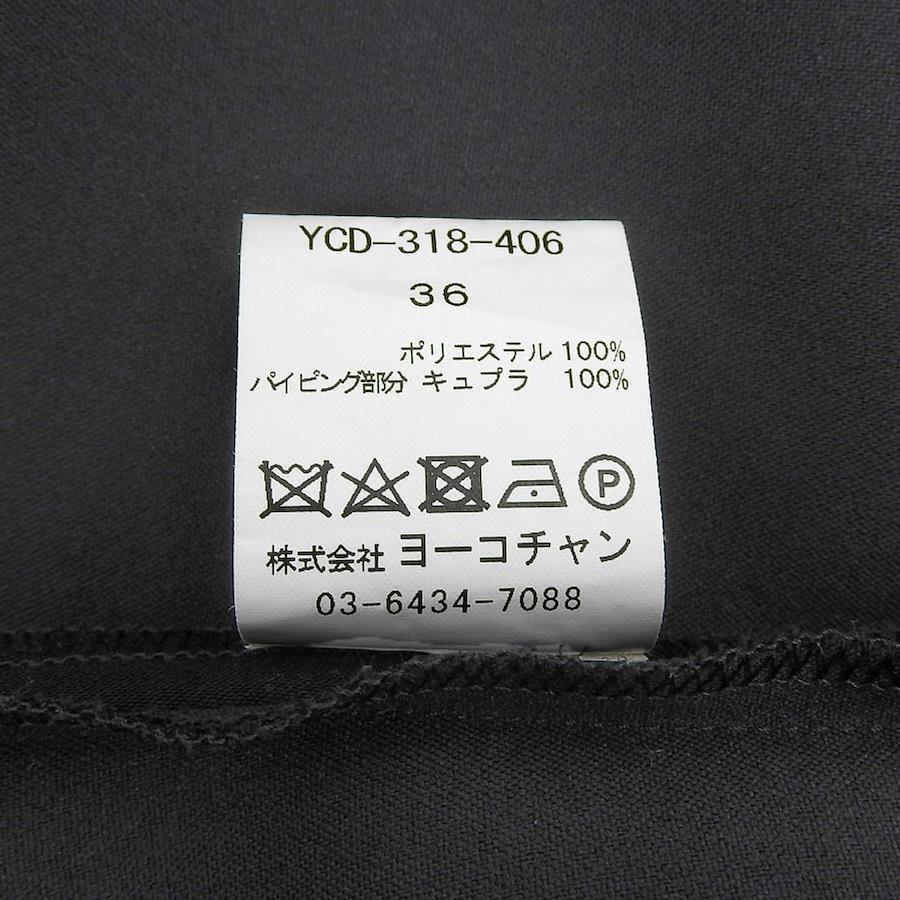 YCD-318-406
36
ポリエステル 100%
パイピング部分 キュプラ 100%
P
株式会社 ヨーコチャン
03-6434-7088